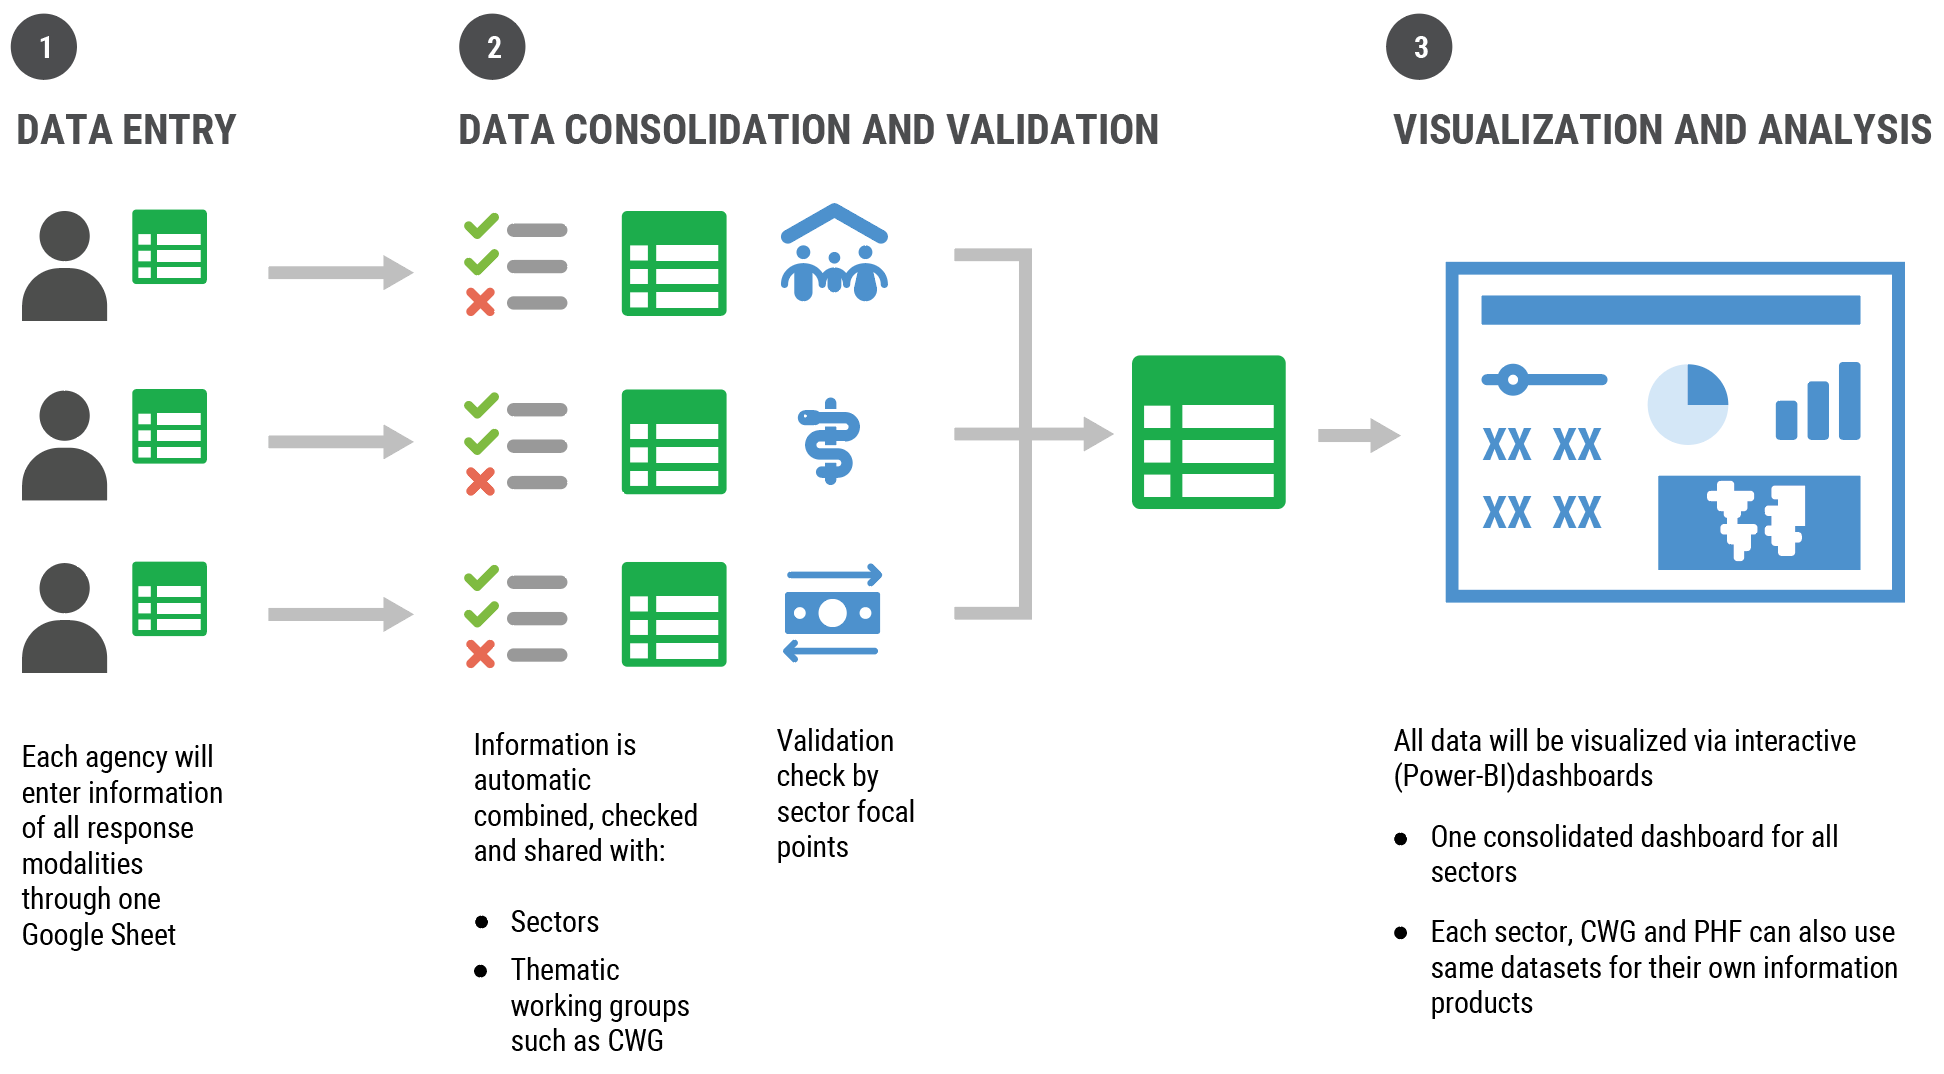 1
DATA ENTRY
Each agency will
enter information
of all response
modalities
through one
Google Sheet
2
DATA CONSOLIDATION AND VALIDATION
Information is
automatic
combined, checked
and shared with:
● Sectors
● Thematic
working groups
such as CWG
Validation
check by
sector focal
points
3
VISUALIZATION AND ANALYSIS
XX XX
XX XX
All data will be visualized via interactive
(Power-BI)dashboards
● One consolidated dashboard for all
sectors
● Each sector, CWG and PHF can also use
same datasets for their own information
products